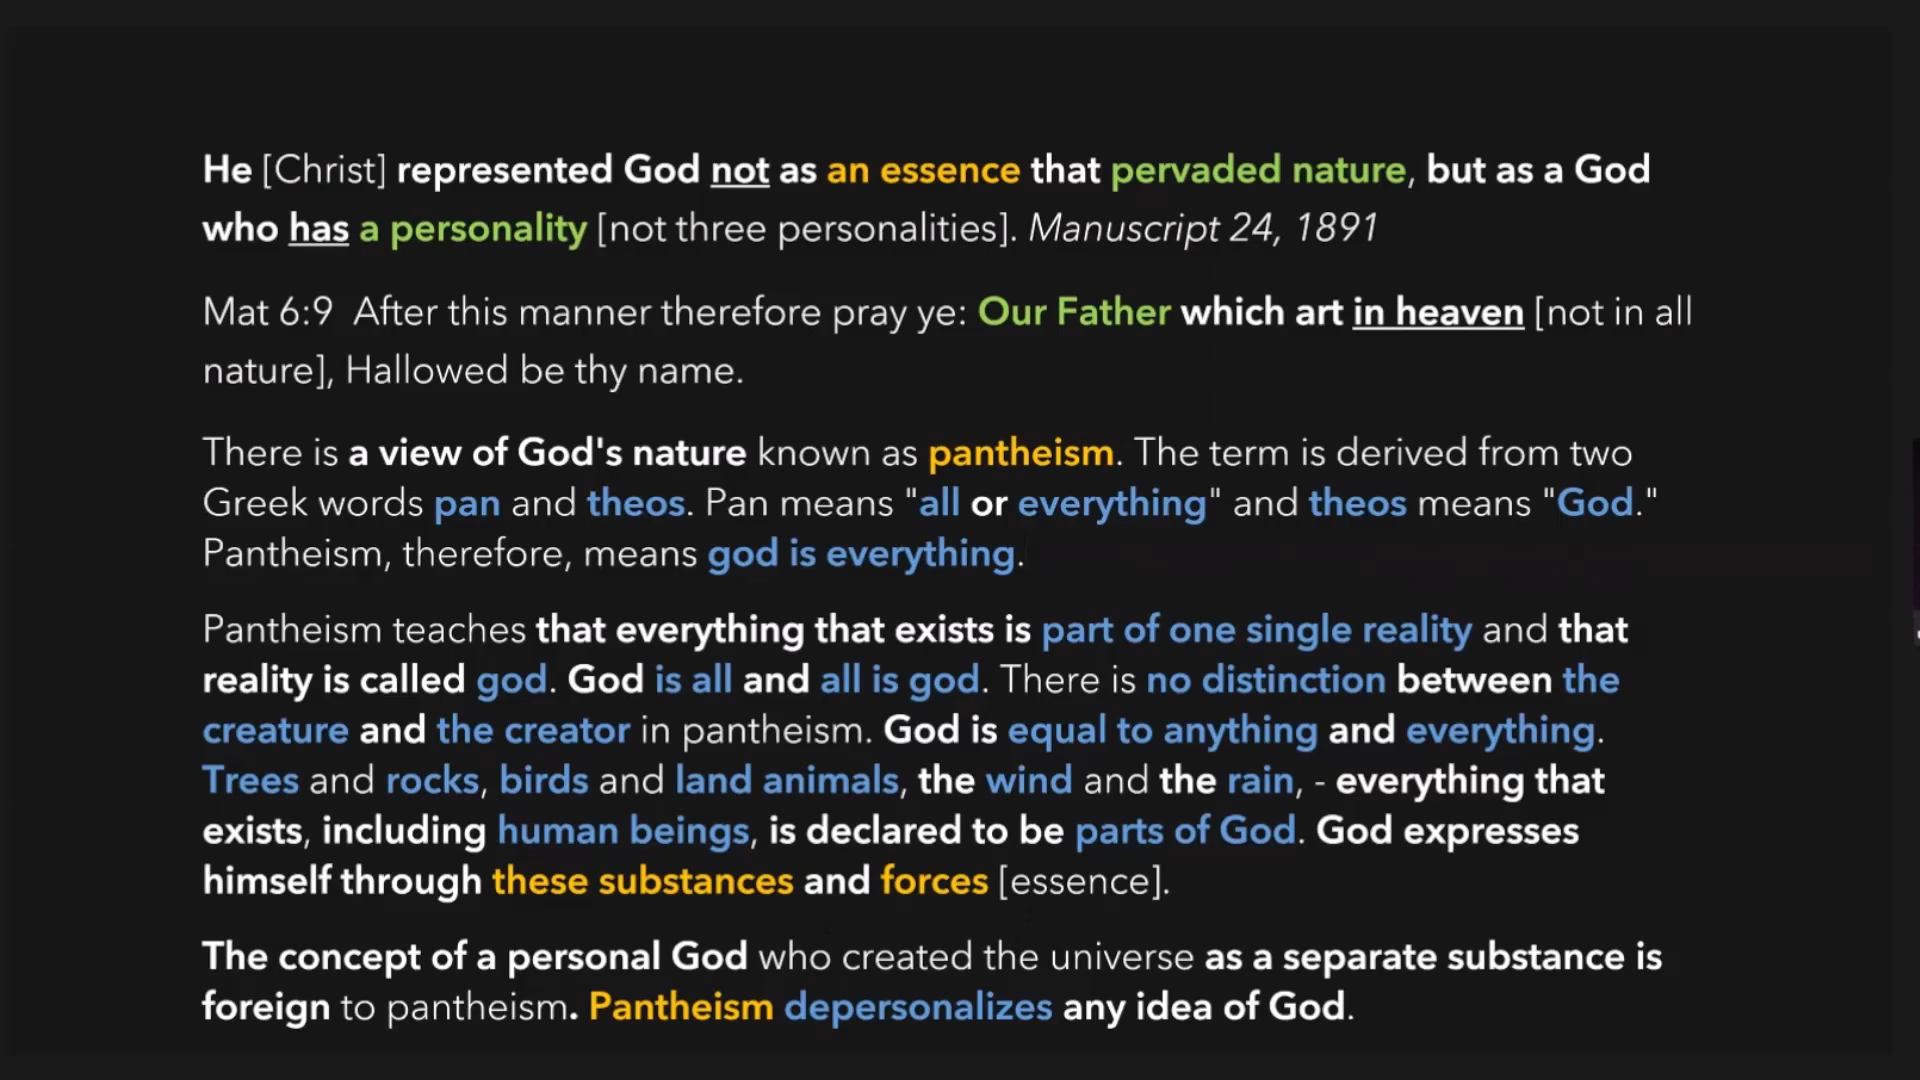 He [Christ] represented God not as an essence that pervaded nature, but as a God
who has a personality [not three personalities]. Manuscript 24, 1891
Mat 6:9  After this manner therefore pray ye: Our Father which art in heaven [not in all
nature], Hallowed be thy name.
There is a view of God's nature known as pantheism. The term is derived from two
Greek words pan and theos. Pan means "all or everything" and theos means "God."
Pantheism, therefore, means god is everything.
Pantheism teaches that everything that exists is part of one single reality and that
reality is called god. God is all and all is god. There is no distinction between the
creature and the creator in pantheism. God is equal to anything and everything.
Trees and rocks, birds and land animals, the wind and the rain, - everything that
exists, including human beings, is declared to be parts of God. God expresses
himself through these substances and forces [essence].
The concept of a personal God who created the universe as a separate substance is
foreign to pantheism. Pantheism depersonalizes any idea of God.